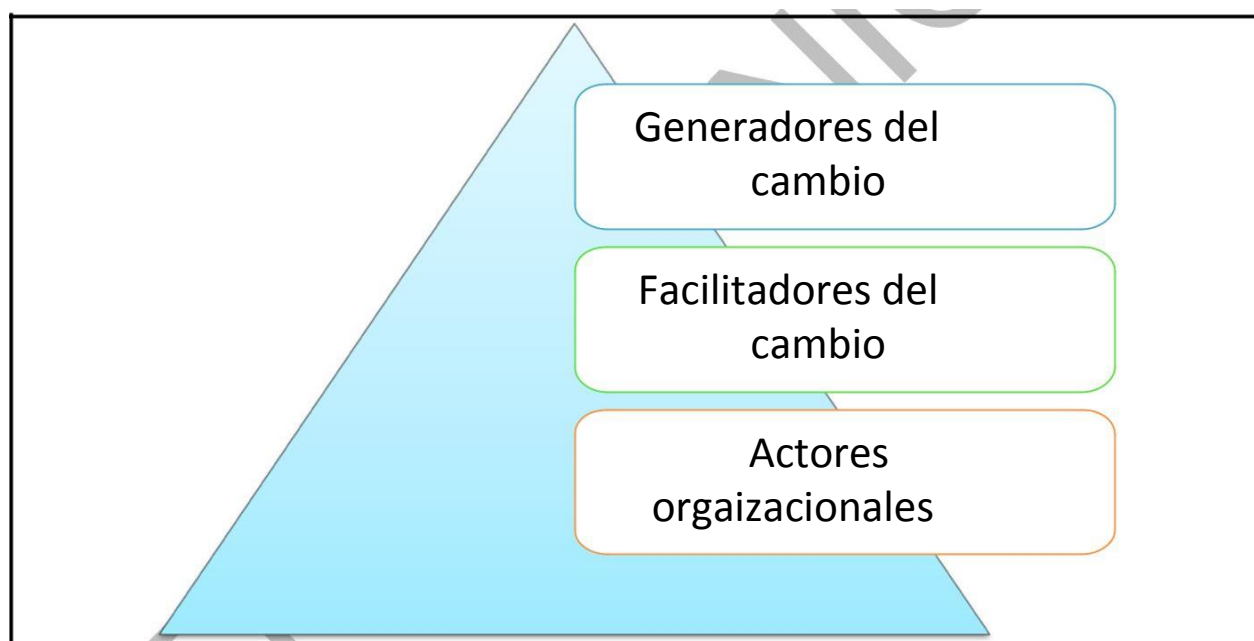 Generadores del
cambio
Facilitadores del
cambio
Actores
orgaizacionales